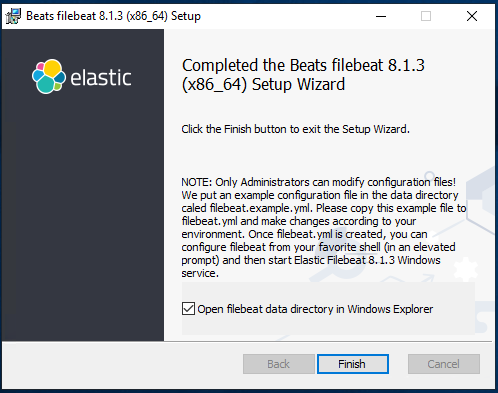 Beats filebeat 8.1.3 (x86_64) Setup
elastic
Completed the Beats filebeat 8.1.3
(x86_64) Setup Wizard
Click the Finish button to exit the Setup Wizard.
NOTE: Only Administrators can modify configuration files!
We put an example configuration file in the data directory
caled filebeat.example.yml. Please copy this example file to
filebeat.yml and make changes according to your
environment. Once filebeat.yml is created, you can
configure filebeat from your favorite shell (in an elevated
prompt) and then start Elastic Filebeat 8.1.3 Windows
service.
Open filebeat data directory in Windows Explorer
Back
Finish
Cancel